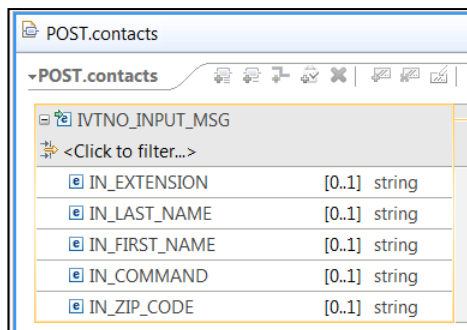 POST.contacts
POST.contacts
IVTNO_INPUT_MSG
<Click to filter...>
IN_EXTENSION [0..1] string
IN_LAST_NAME [0..1] string
IN_FIRST_NAME [0..1] string
IN_COMMAND [0..1] string
IN_ZIP_CODE [0..1] string